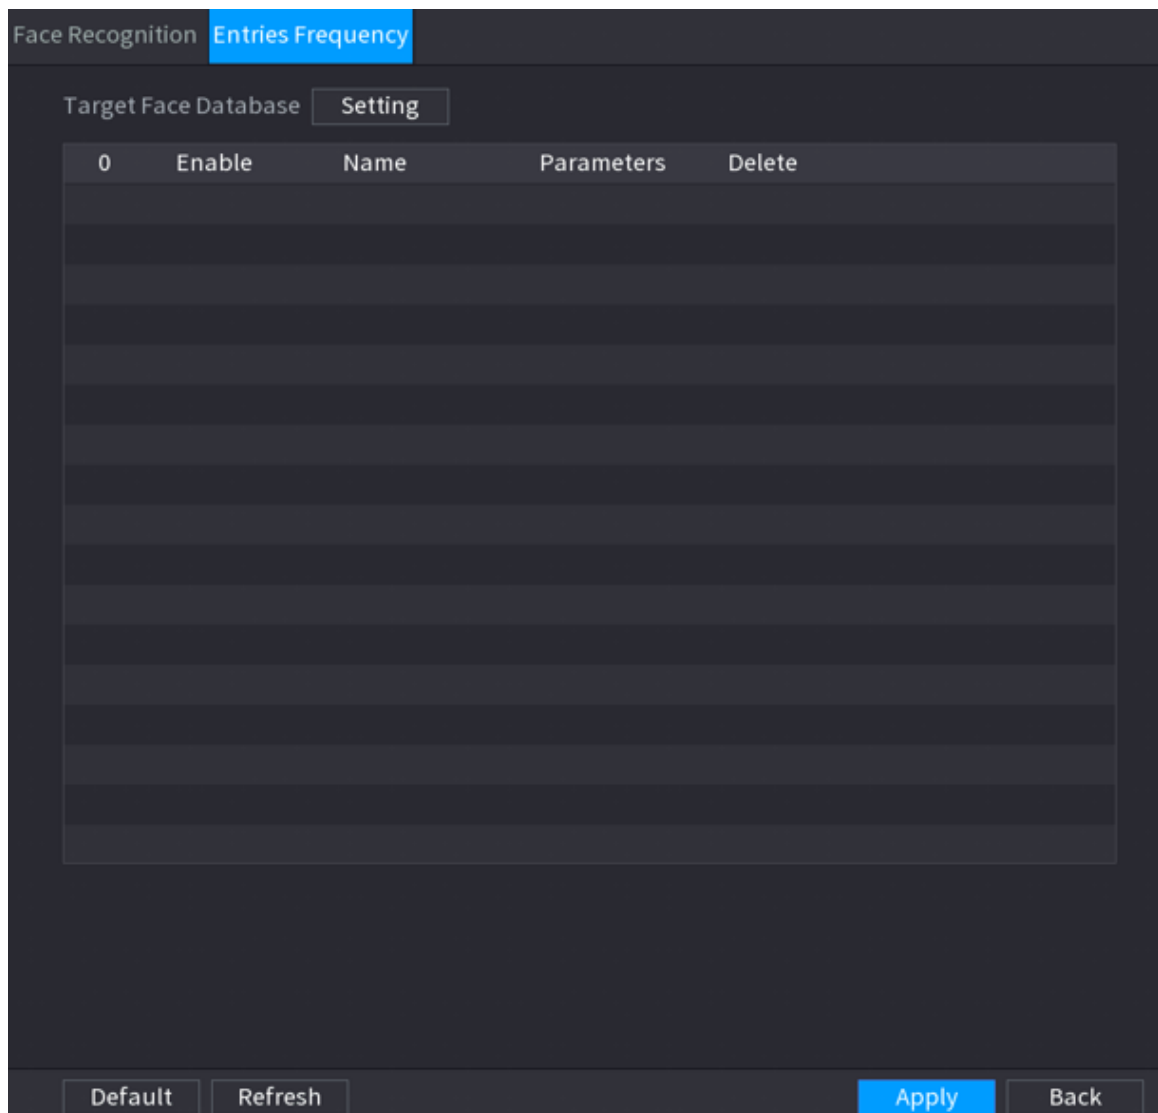 Face Recognition Entries Frequency
Target Face Database Setting
0 Enable Name Parameters Delete
Default Refresh Apply Back